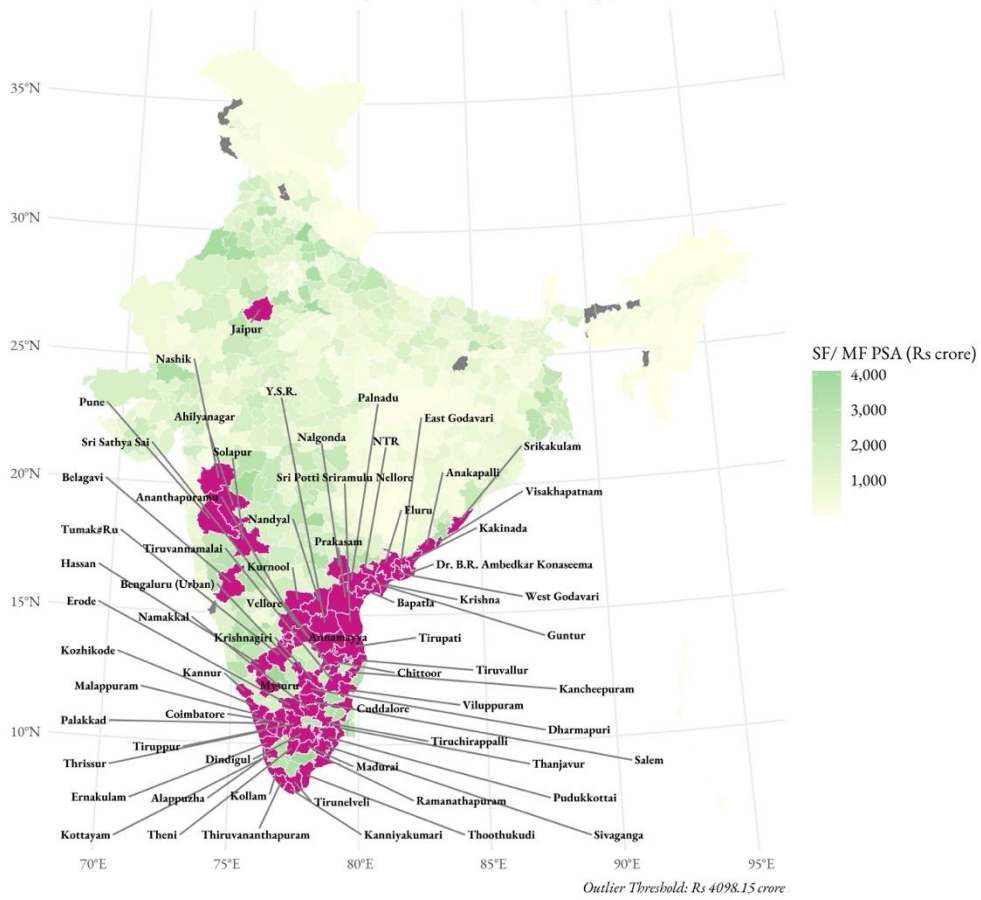 35°N
30°N
Jaipur
25°N
Nashik
SF/ MF PSA (Rs crore)
4,000
3,000
2,000
1,000
Y.S.R.
Palnadu
Pune
Ahilyanagar
East Godavari
Sri Sathya Sai
Nalgonda
NTR
Srikakulam
Solapur
20°N
Belagavi
Sri Potti Sriramulu Nellore
Anakapalli
Ananthapuramu
Visakhapatnam
Eluru
Nandyal
Tumak#Ru
Kakinada
Prakasam
Tiruvannamalai
Hassan
Kurnool
Dr. B.R. Ambedkar Konaseema
Bengaluru (Urban)
West Godavari
15°N
Erode
Vellore
Bapatla
Krishna
Namakkal
Krishnagiri
Annamayya
Tirupati
Guntur
Kozhikode
Kannur
Chittoor
Tiruvallur
Malappuram
Mysuru
Kancheepuram
Viluppuram
Coimbatore
Cuddalore
Palakkad
10°N
Dharmapuri
Tiruppur
Tiruchirappalli
Thrissur
Dindigul
Madurai
Thanjavur
Salem
Ernakulam
Alappuzha
Kollam
Tirunelveli
Ramanathapuram
Pudukkottai
Kottayam
Theni
Thiruvananthapuram
Kanniyakumari
Thoothukudi
Sivaganga
70°E
75°E
80°E
85°E
90°E
95°E
Outlier Threshold: Rs 4098.15 crore